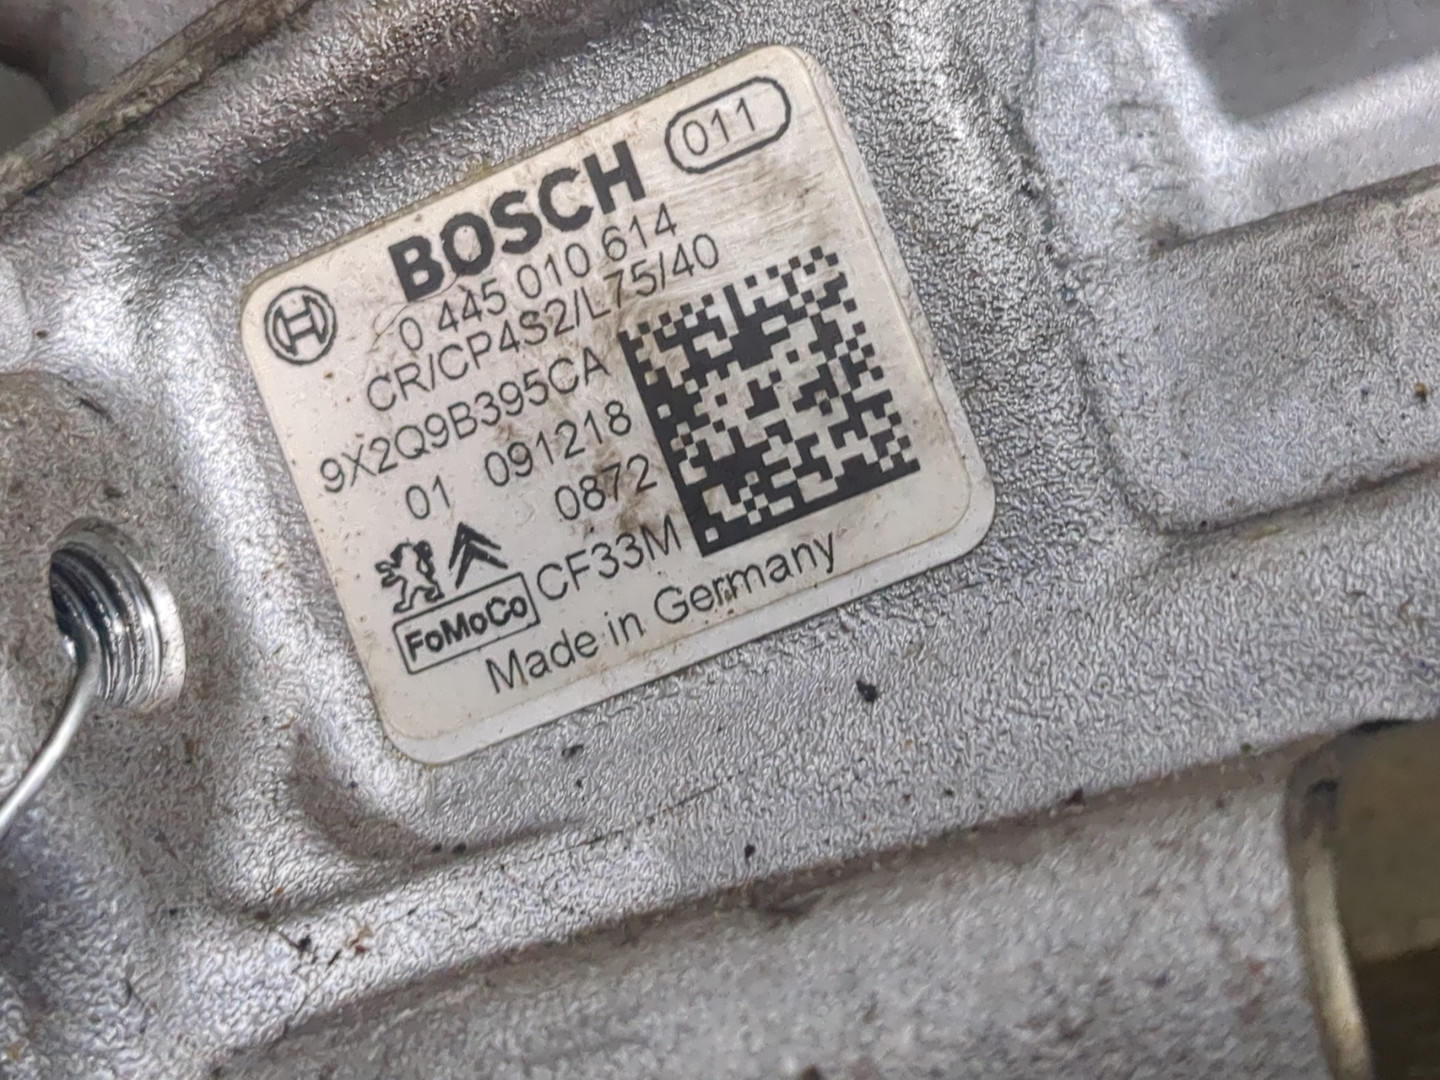 BOSCH 011
0 445 010 614
CR/CP4S2/L75/40
9X2Q9B395CA
01 091218
0872
CF33M
FoMoCo
Made in Germany